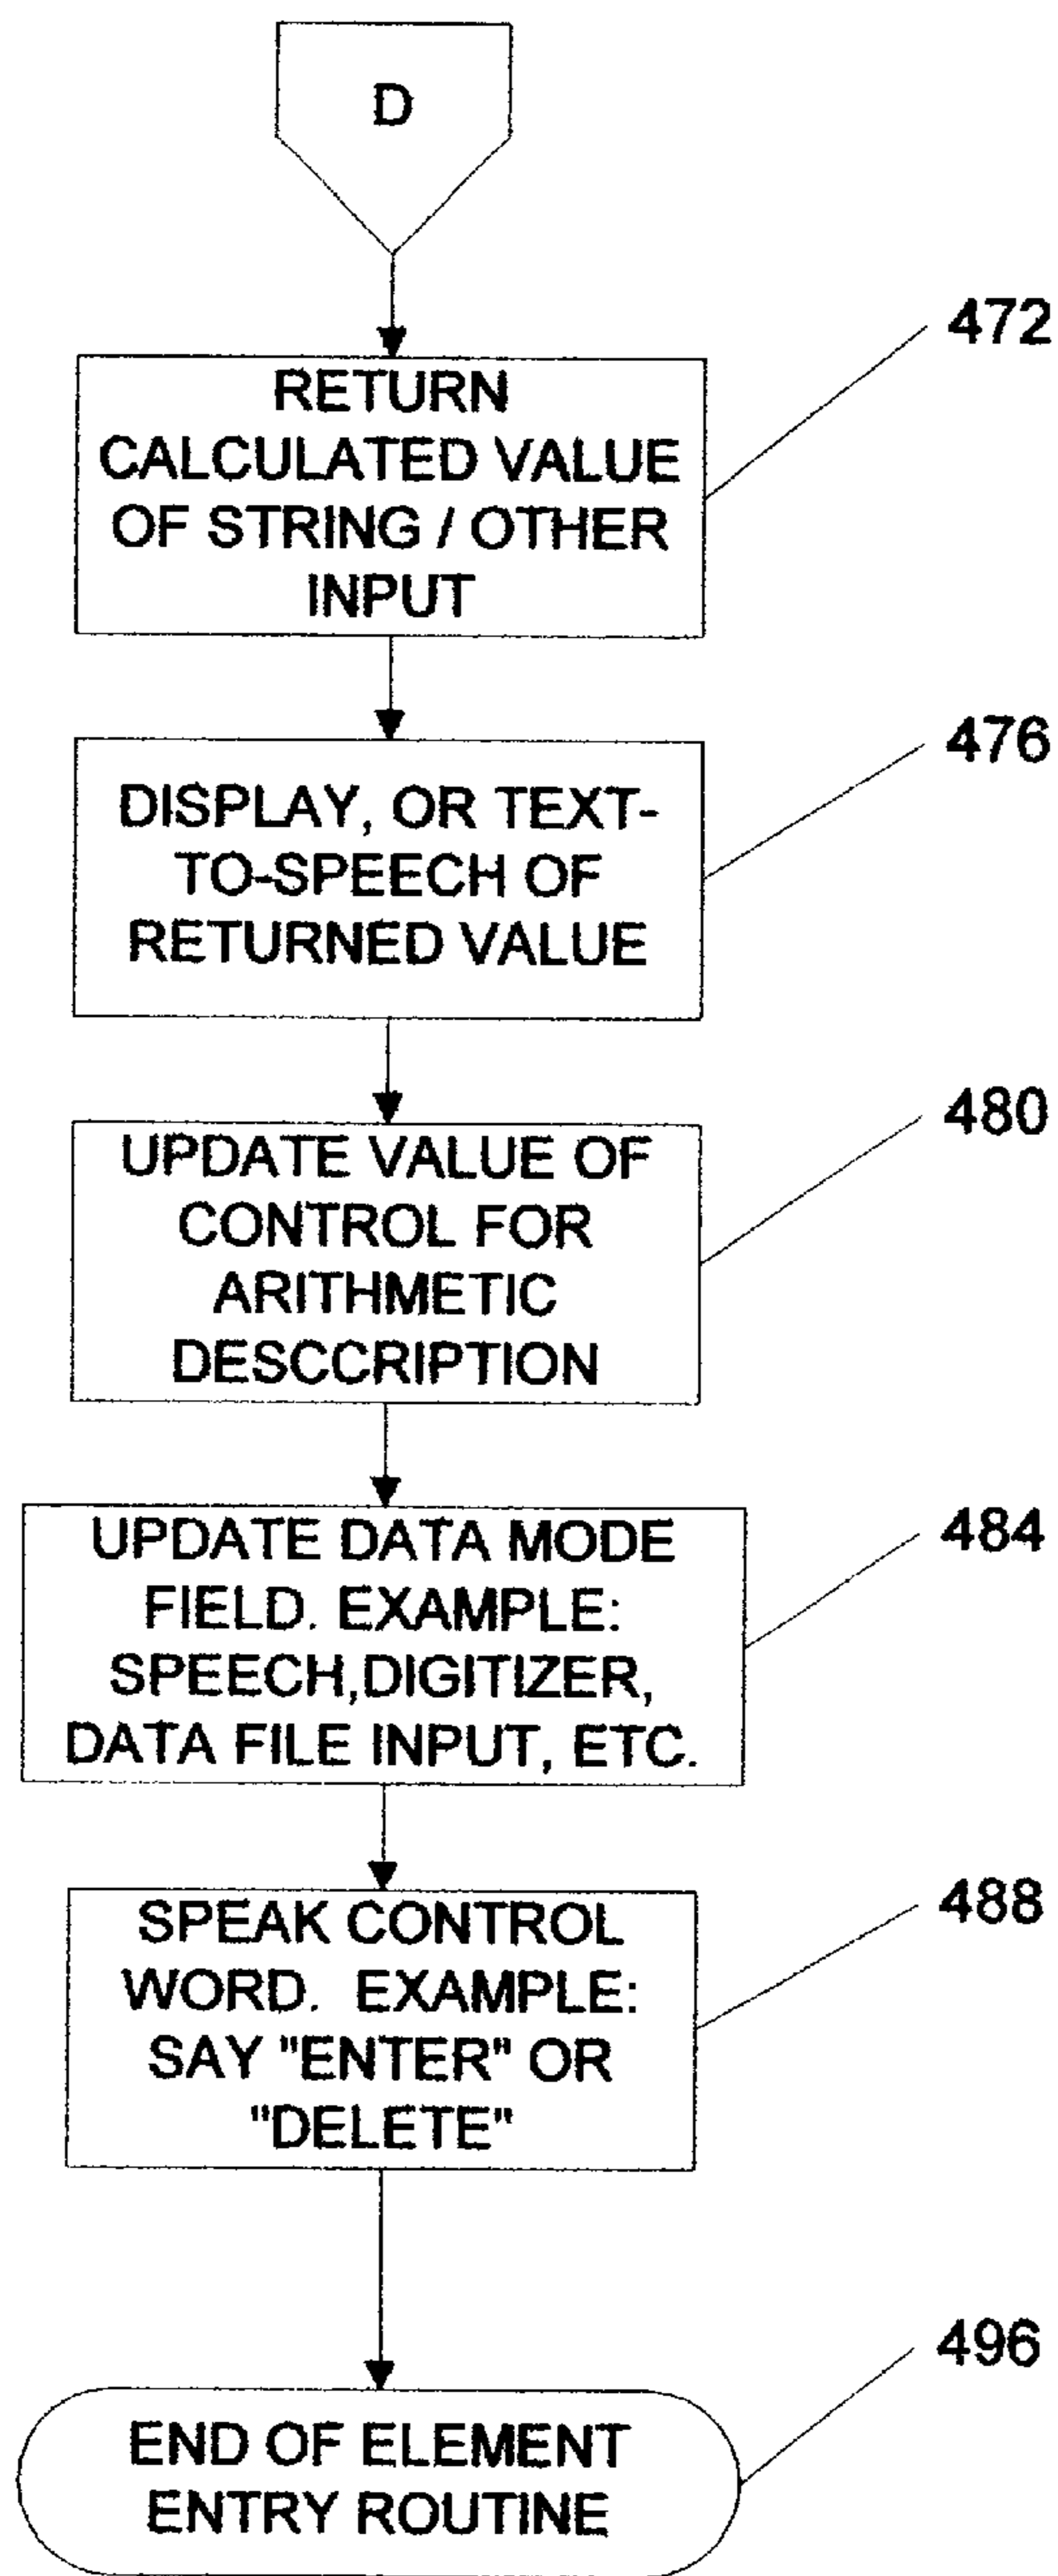 D
472
RETURN
CALCULATED VALUE
OF STRING / OTHER
INPUT
476
DISPLAY, OR TEXT-
TO-SPEECH OF
RETURNED VALUE
480
UPDATE VALUE OF
CONTROL FOR
ARITHMETIC
DESCCRIPTION
484
UPDATE DATA MODE
FIELD. EXAMPLE:
SPEECH,DIGITIZER,
DATA FILE INPUT, ETC.
488
SPEAK CONTROL
WORD. EXAMPLE:
SAY "ENTER" OR
"DELETE"
496
END OF ELEMENT
ENTRY ROUTINE